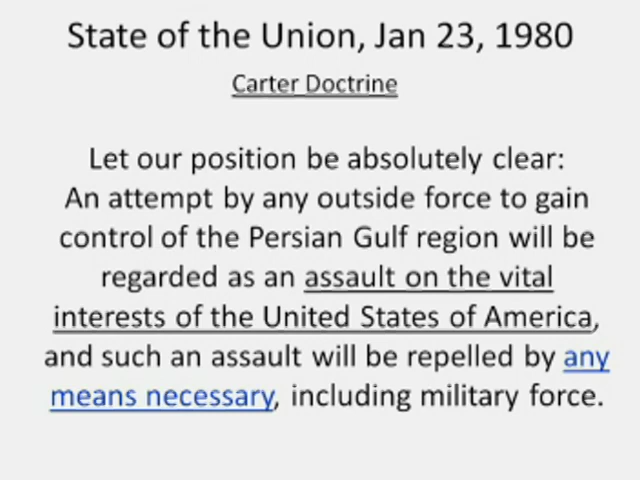 State of the Union, Jan 23, 1980
Carter Doctrine
Let our position be absolutely clear:
An attempt by any outside force to gain
control of the Persian Gulf region will be
regarded as an assault on the vital
interests of the United States of America,
and such an assault will be repelled by any
means necessary, including military force.